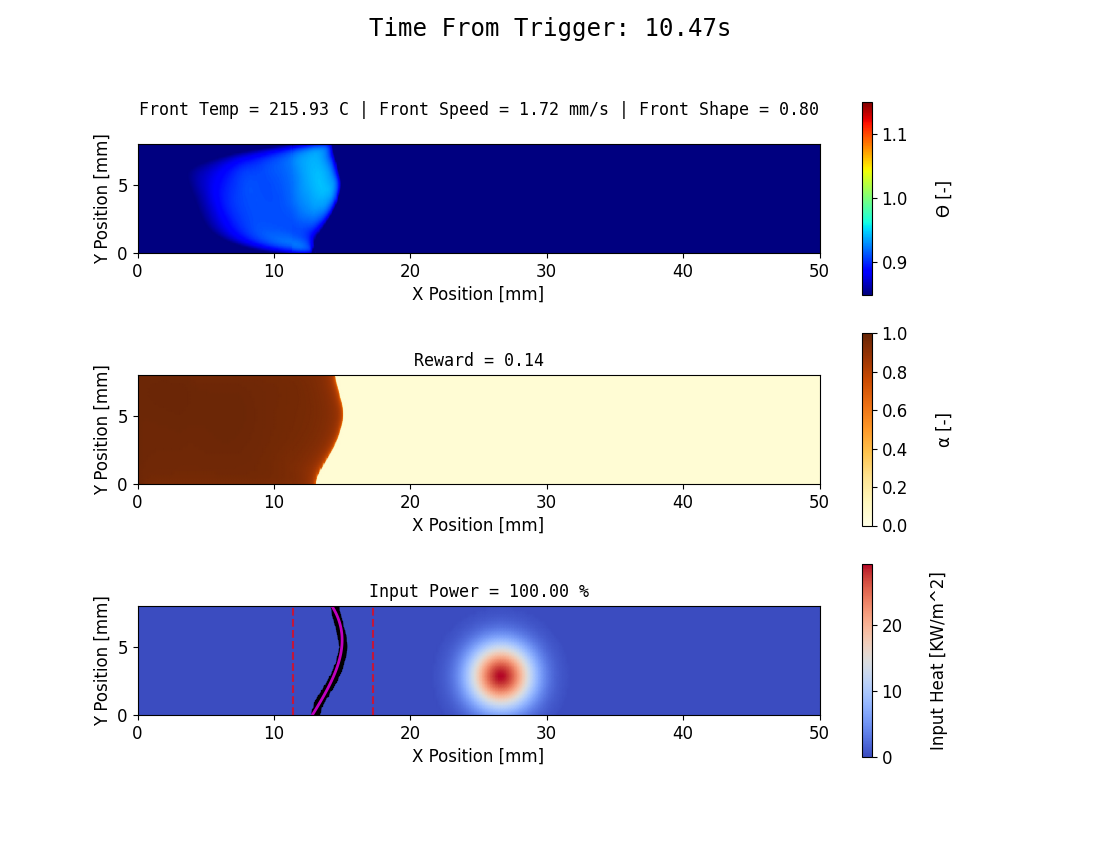 Time From Trigger: 10.47s
Front Temp = 215.93 C | Front Speed = 1.72 mm/s | Front Shape = 0.80
Y Position [mm]
5
0
0 10 20 30 40 50
X Position [mm]
1.1
1.0
0.9
Θ [-]
Reward = 0.14
Y Position [mm]
5
0
0 10 20 30 40 50
X Position [mm]
1.0
0.8
0.6
0.4
0.2
0.0
α [-]
Input Power = 100.00 %
Y Position [mm]
5
0
0 10 20 30 40 50
X Position [mm]
20
10
0
Input Heat [KW/m^2]